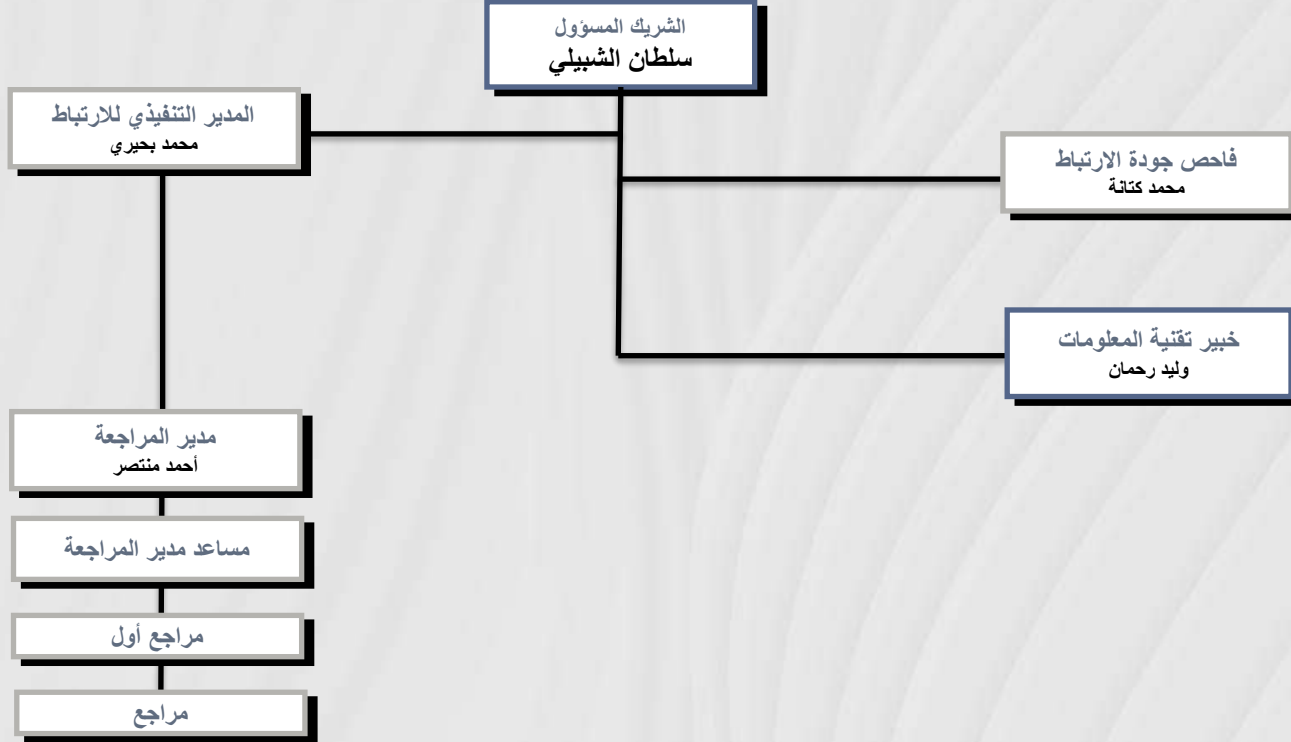 الشريك المسؤول
سلطان الشبيلي
المدير التنفيذي للارتباط
محمد بحيري
فاحص جودة الارتباط
محمد كتانة
خبير تقنية المعلومات
وليد رحمان
مدير المراجعة
أحمد منتصر
مساعد مدير المراجعة
مراجع أول
مراجع